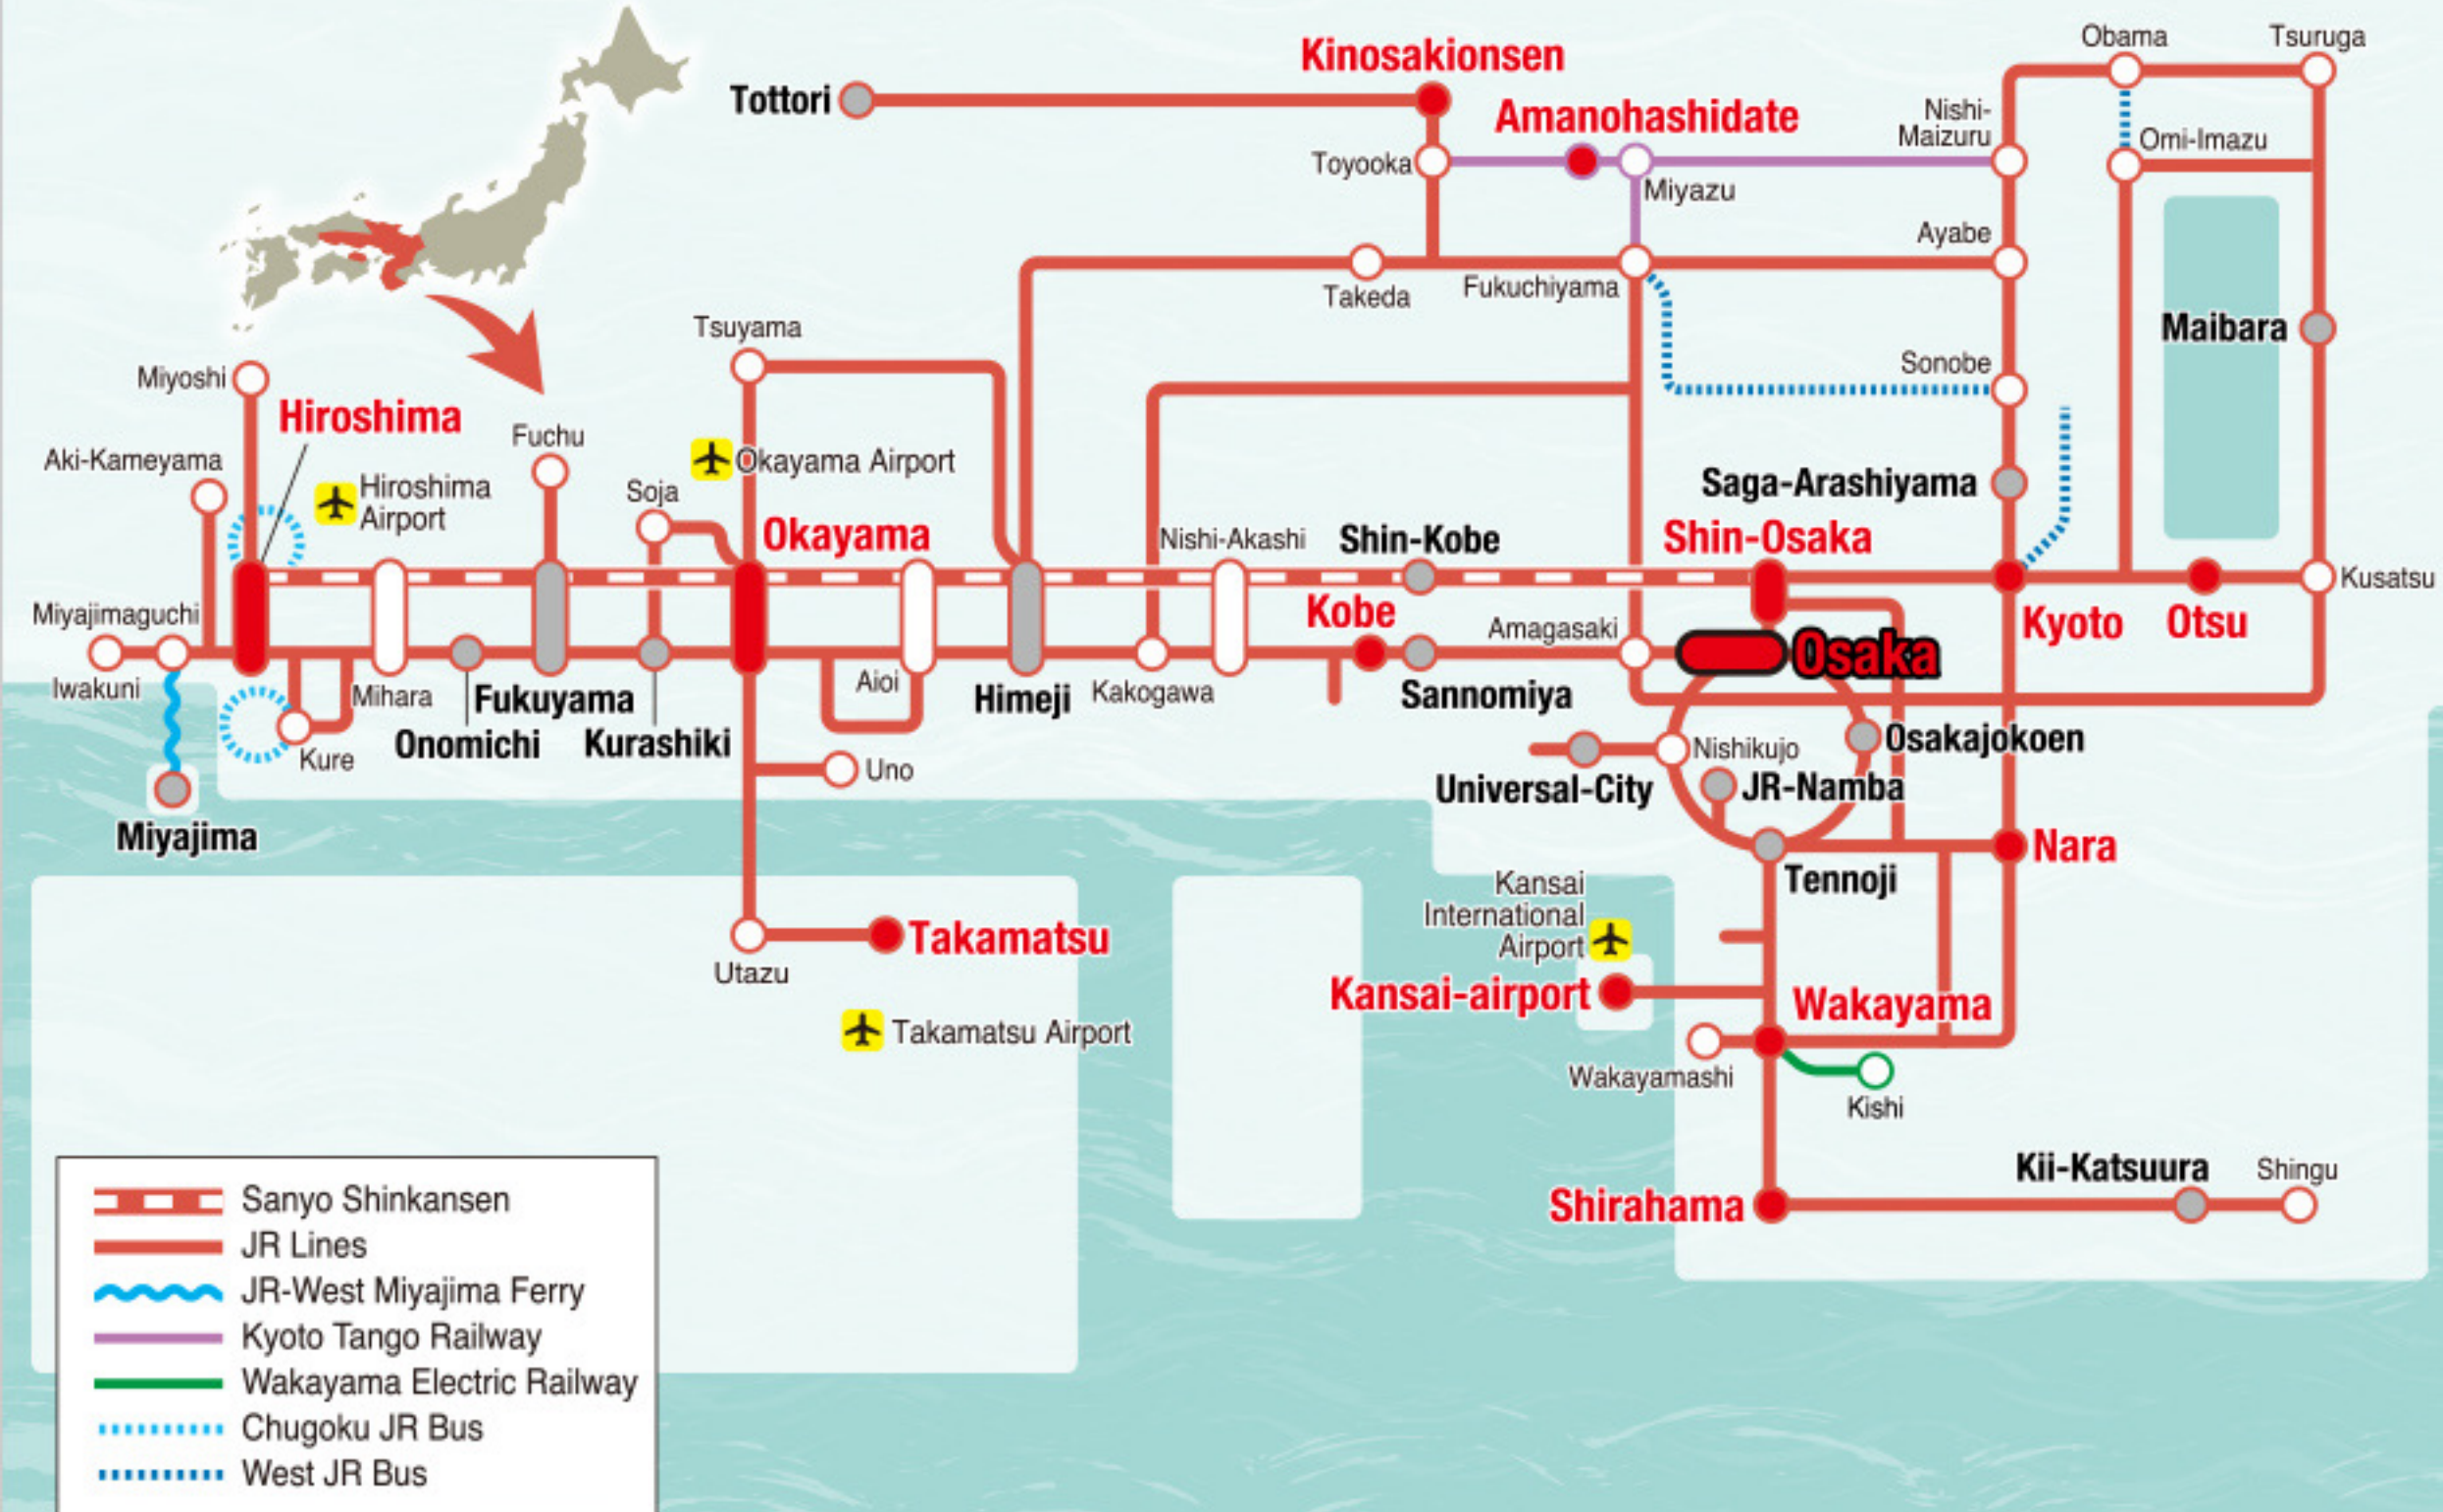 Obama
Tsuruga
Kinosakionsen
Tottori
Amanohashidate
Nishi-
Maizuru
Omi-Imazu
Toyooka
Miyazu
Ayabe
Takeda
Fukuchiyama
Tsuyama
Maibara
Sonobe
Miyoshi
Hiroshima
Fuchu
Aki-Kameyama
Okayama Airport
Hiroshima
Airport
Soja
Saga-Arashiyama
Okayama
Nishi-Akashi
Shin-Kobe
Shin-Osaka
Kusatsu
Miyajimaguchi
Kobe
Amagasaki
Kyoto
Otsu
Osaka
Iwakuni
Mihara
Fukuyama
Aioi
Himeji
Kakogawa
Sannomiya
Onomichi
Kurashiki
Nishikujo
Osakajokoen
Kure
Uno
Universal-City
JR-Namba
Miyajima
Nara
Tennoji
Kansai
International
Airport
Takamatsu
Utazu
Kansai-airport
Wakayama
Takamatsu Airport
Wakayamashi
Kishi
Kii-Katsuura
Shingu
Shirahama
Sanyo Shinkansen
JR Lines
JR-West Miyajima Ferry
Kyoto Tango Railway
Wakayama Electric Railway
Chugoku JR Bus
West JR Bus